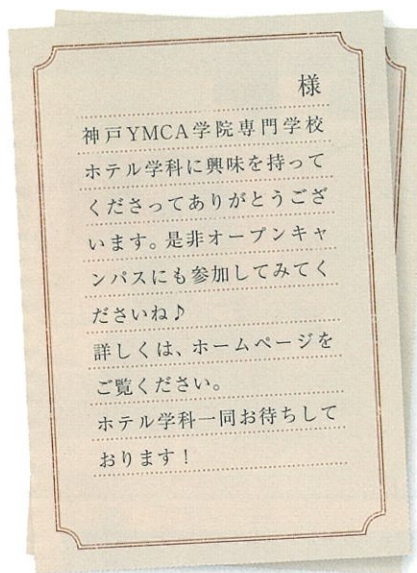 様
神戸YMCA学院専門学校
ホテル学科に興味を持って
くださってありがとうござ
います。是非オープンキャ
ンパスにも参加してみてく
ださいね♪
詳しくは、ホームページを
ご覧ください。
ホテル学科一同お待ちして
おります！